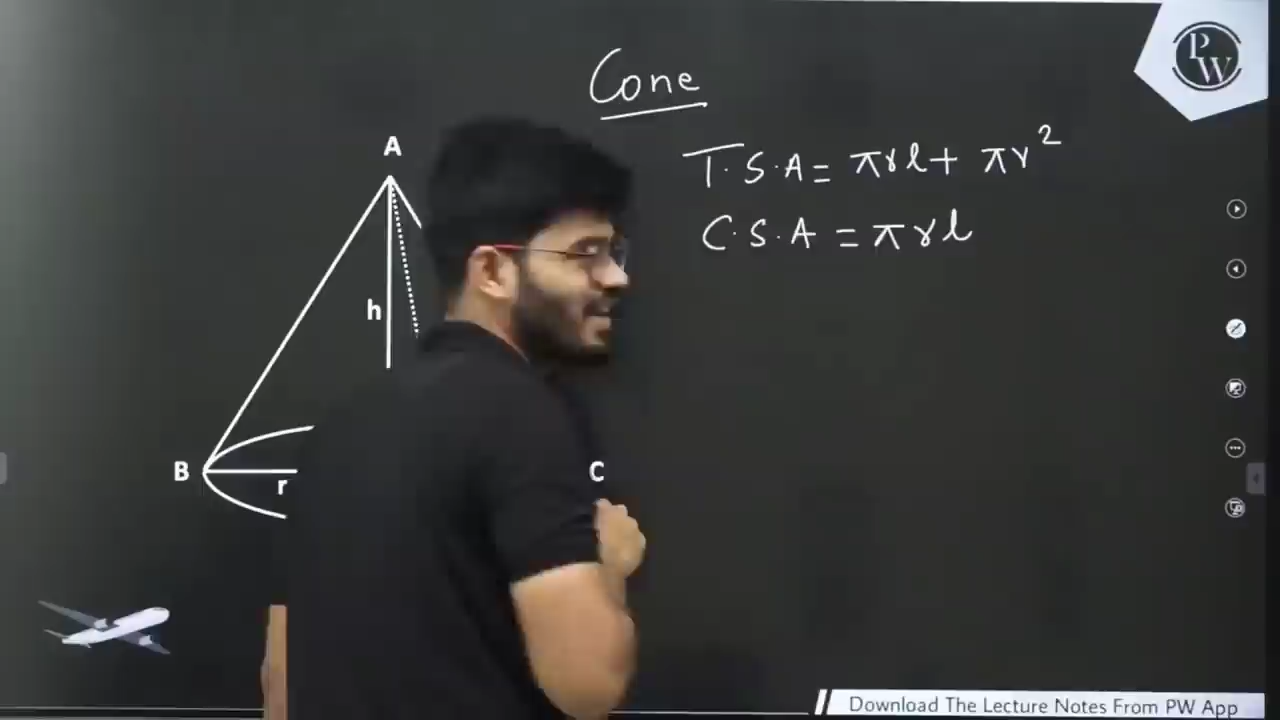 Cone
PW
A
T.S.A = πrl + πr²
C.S.A = πrl
h
B
C
r
Download The Lecture Notes From PW App